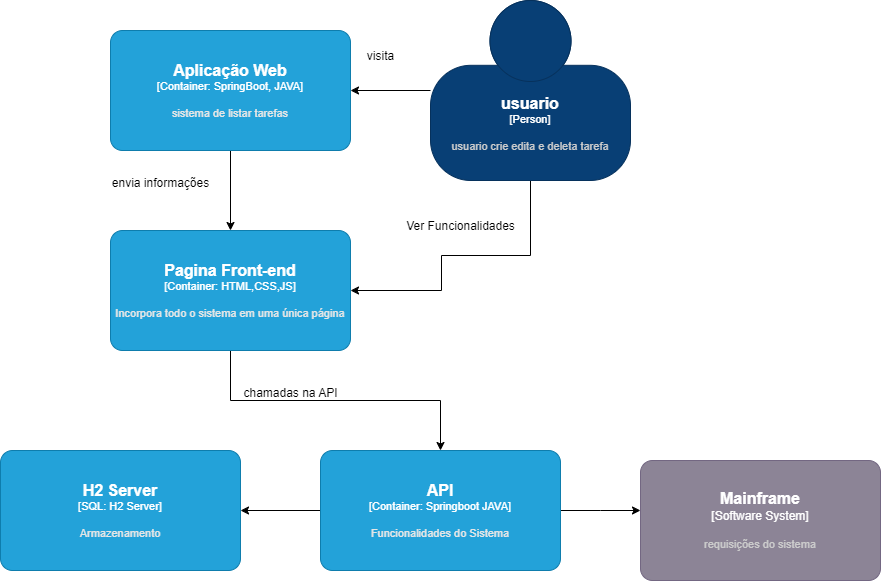 Aplicação Web
[Container: SpringBoot, JAVA]
sistema de listar tarefas
visita
usuario
[Person]
usuario crie edita e deleta tarefa
envia informações
Ver Funcionalidades
Pagina Front-end
[Container: HTML,CSS,JS]
Incorpora todo o sistema em uma única página
chamadas na API
H2 Server
[SQL: H2 Server]
Armazenamento
API
[Container: Springboot JAVA]
Funcionalidades do Sistema
Mainframe
[Software System]
requisições do sistema